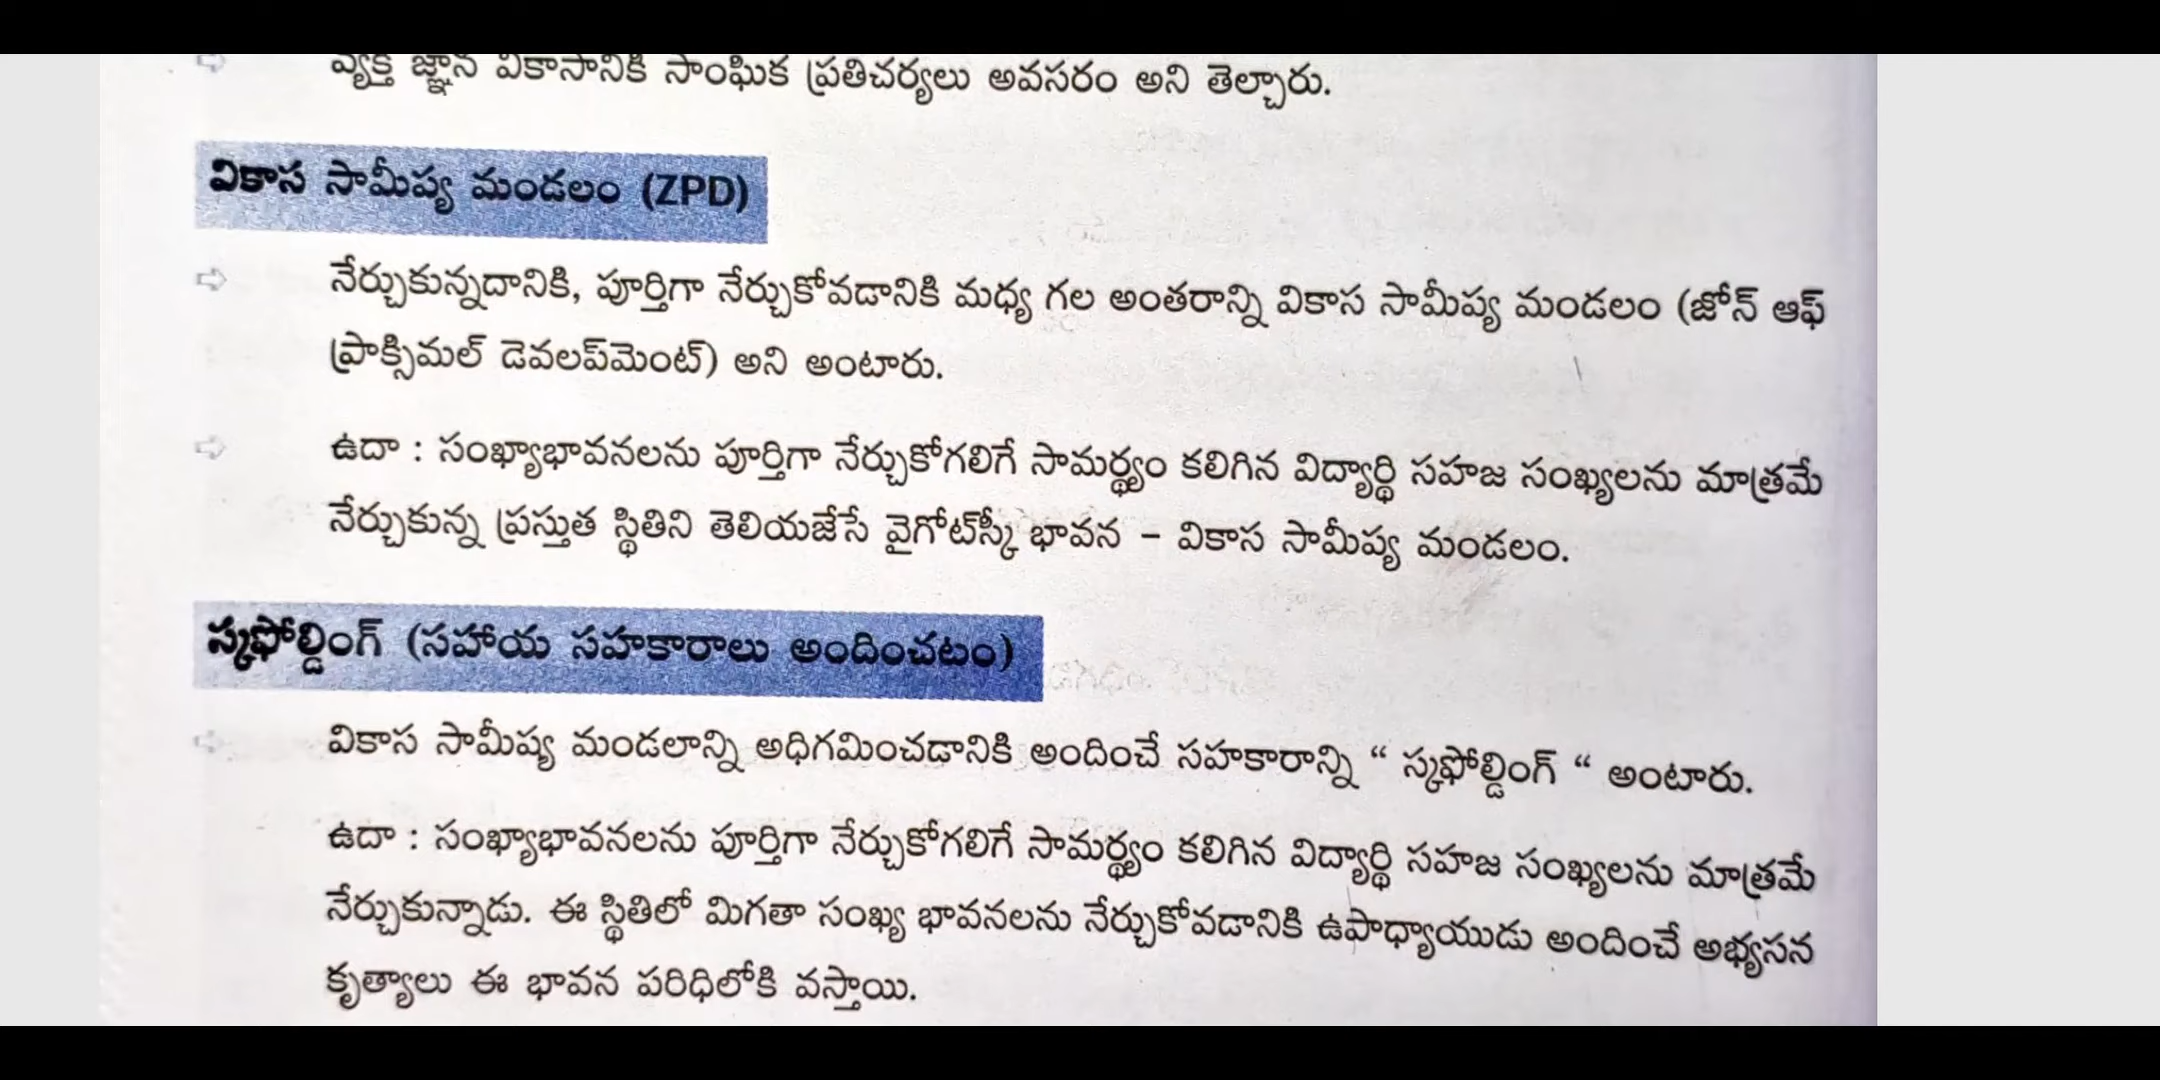 వ్యక్తి జ్ఞాన వికాసానికి సాంఘిక ప్రతిచర్యలు అవసరం అని తెల్చారు.
వికాస సామీప్య మండలం (ZPD)
నేర్చుకున్నదానికి, పూర్తిగా నేర్చుకోవడానికి మధ్య గల అంతరాన్ని వికాస సామీప్య మండలం (జోన్ ఆఫ్
ప్రాక్సిమల్ డెవలప్‌మెంట్) అని అంటారు.
ఉదా : సంఖ్యాభావనలను పూర్తిగా నేర్చుకోగలిగే సామర్థ్యం కలిగిన విద్యార్థి సహజ సంఖ్యలను మాత్రమే
నేర్చుకున్న ప్రస్తుత స్థితిని తెలియజేసే వైగోట్‌స్కీ భావన – వికాస సామీప్య మండలం.
స్కఫోల్డింగ్ (సహాయ సహకారాలు అందించటం)
వికాస సామీప్య మండలాన్ని అధిగమించడానికి అందించే సహకారాన్ని “ స్కఫోల్డింగ్ “ అంటారు.
ఉదా : సంఖ్యాభావనలను పూర్తిగా నేర్చుకోగలిగే సామర్థ్యం కలిగిన విద్యార్థి సహజ సంఖ్యలను మాత్రమే
నేర్చుకున్నాడు. ఈ స్థితిలో మిగతా సంఖ్య భావనలను నేర్చుకోవడానికి ఉపాధ్యాయుడు అందించే అభ్యసన
కృత్యాలు ఈ భావన పరిధిలోకి వస్తాయి.